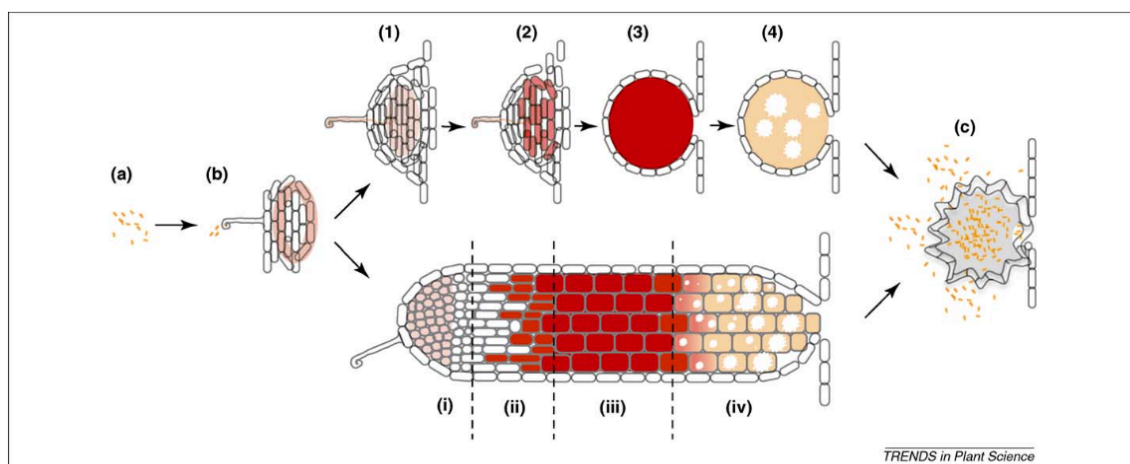 (1)
(2)
(3)
(4)
(c)
(a)
(b)
(i)
(ii)
(iii)
(iv)
TRENDS in Plant Science